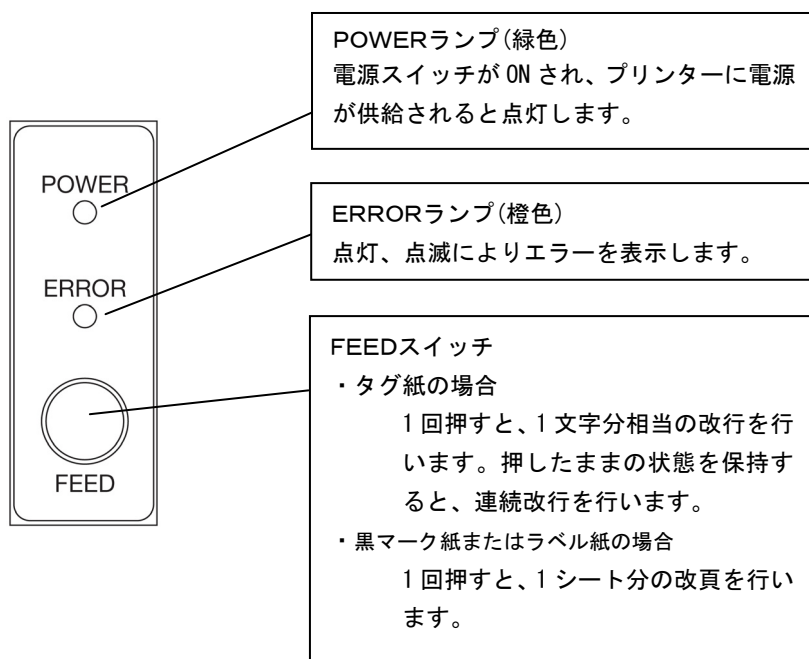 POWER
ERROR
FEED
POWERランプ(緑色)
電源スイッチが ON され、プリンターに電源
が供給されると点灯します。
ERRORランプ(橙色)
点灯、点滅によりエラーを表示します。
FEEDスイッチ
・タグ紙の場合
1 回押すと、1 文字分相当の改行を行
います。押したままの状態を保持す
ると、連続改行を行います。
・黒マーク紙またはラベル紙の場合
1 回押すと、1 シート分の改頁を行い
ます。